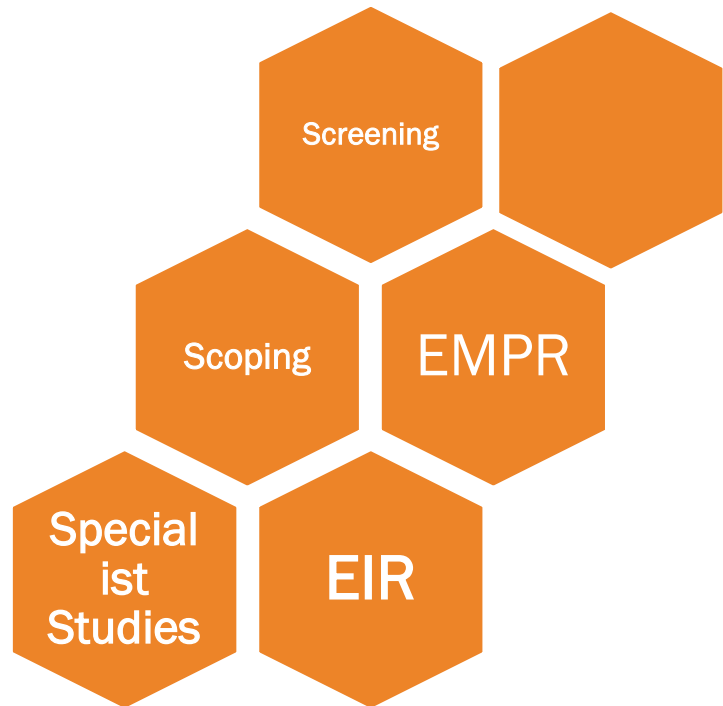 Screening
Scoping
EMPR
Special
ist
Studies
EIR